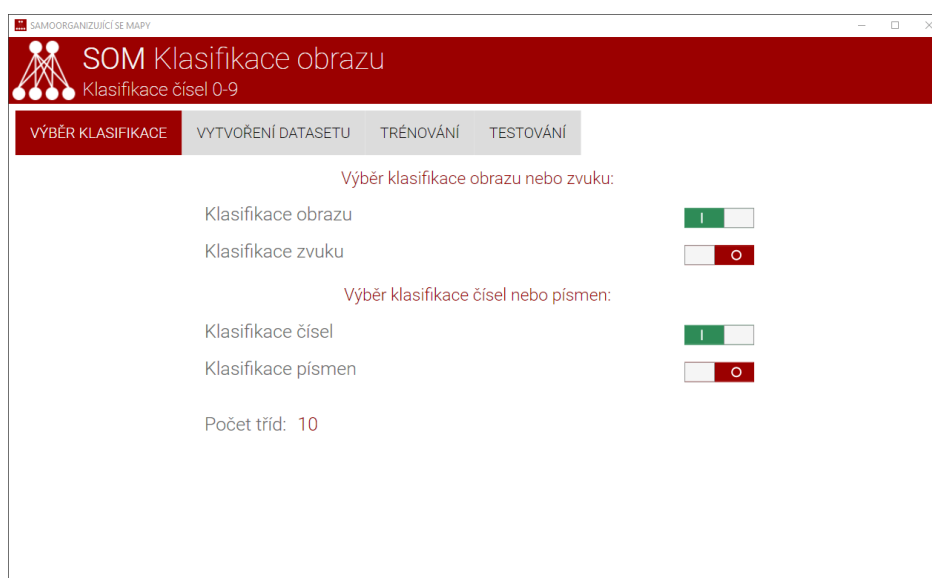 SAMOORGANIZUJÍCÍ SE MAPY
SOM Klasifikace obrazu
Klasifikace čísel 0-9
VÝBĚR KLASIFIKACE VYTVOŘENÍ DATASETU TRÉNOVÁNÍ TESTOVÁNÍ
Výběr klasifikace obrazu nebo zvuku:
Klasifikace obrazu I
Klasifikace zvuku O
Výběr klasifikace čísel nebo písmen:
Klasifikace čísel I
Klasifikace písmen O
Počet tříd: 10